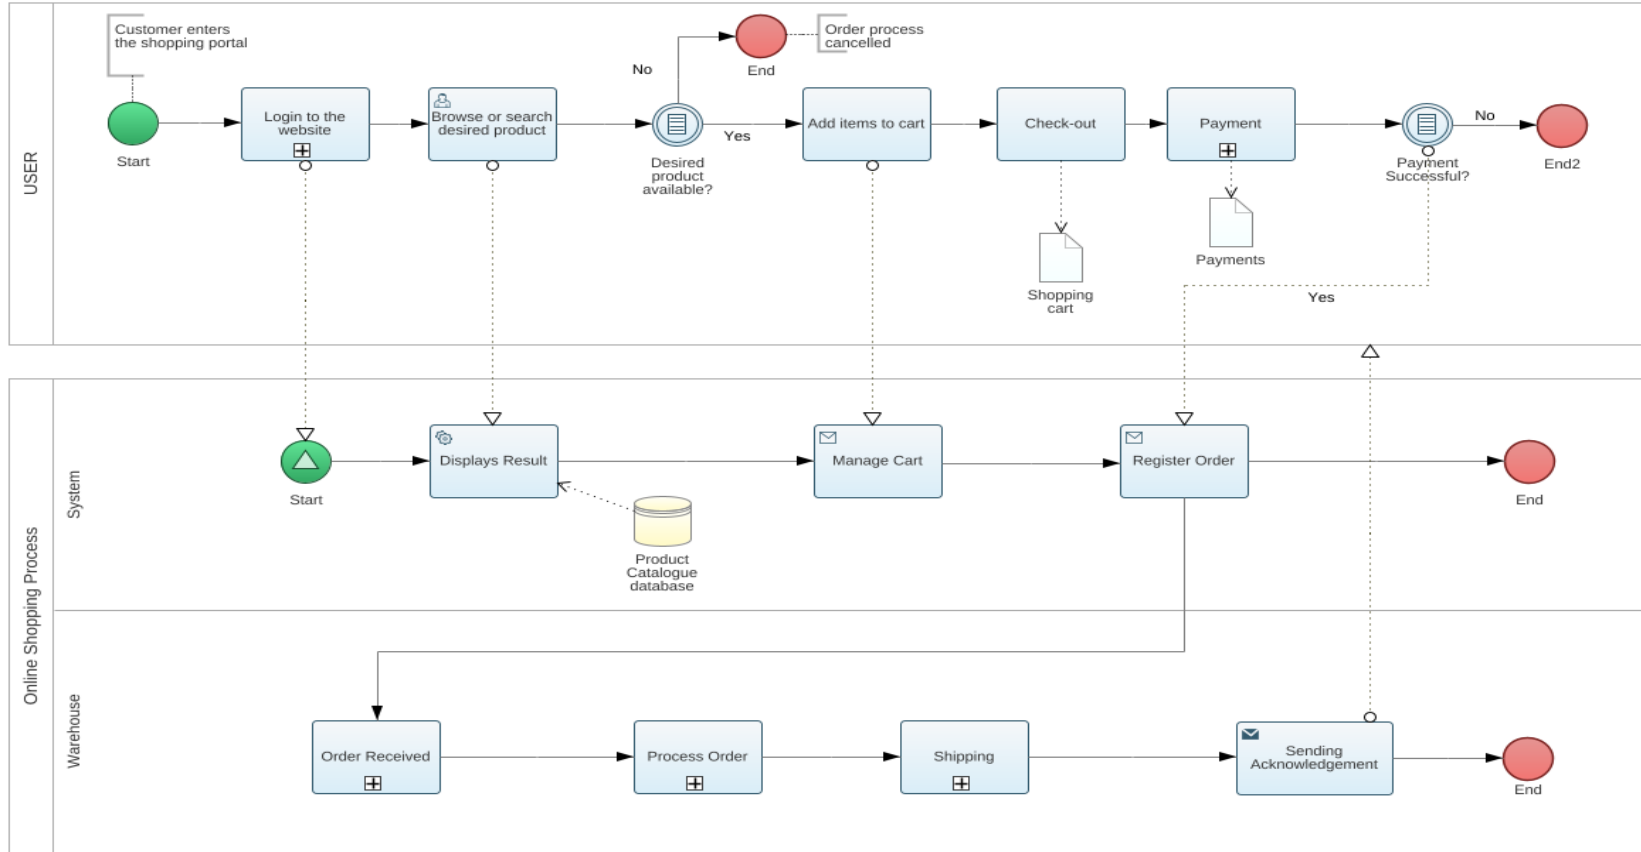 Customer enters
the shopping portal
Order process
cancelled
End
No
Login to the
website
Browse or search
desired product
Yes
Add items to cart
Check-out
Payment
No
Start
Desired
product
available?
Payment
Successful?
End2
USER
Payments
Shopping
cart
Yes
Displays Result
Manage Cart
Register Order
Start
End
System
Product
Catalogue
database
Online Shopping Process
Warehouse
Order Received
Process Order
Shipping
Sending
Acknowledgement
End